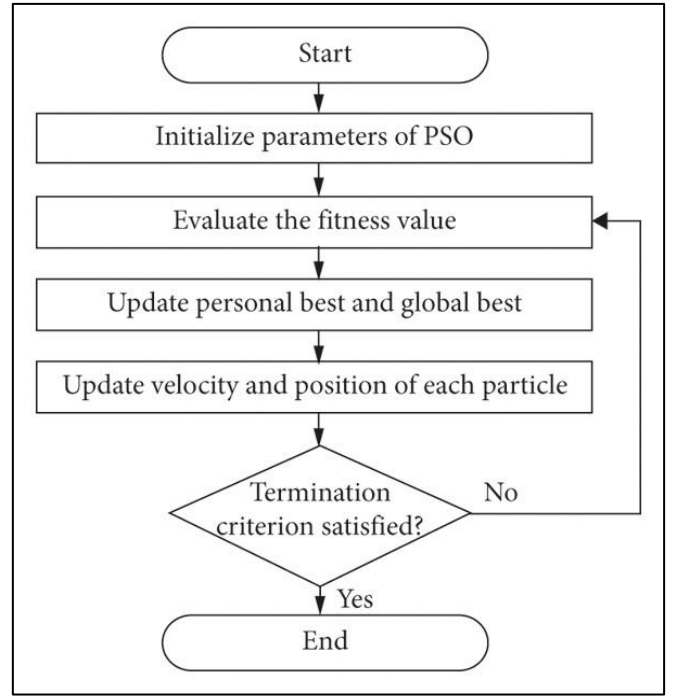 Start
Initialize parameters of PSO
Evaluate the fitness value
Update personal best and global best
Update velocity and position of each particle
Termination
criterion satisfied?
No
Yes
End